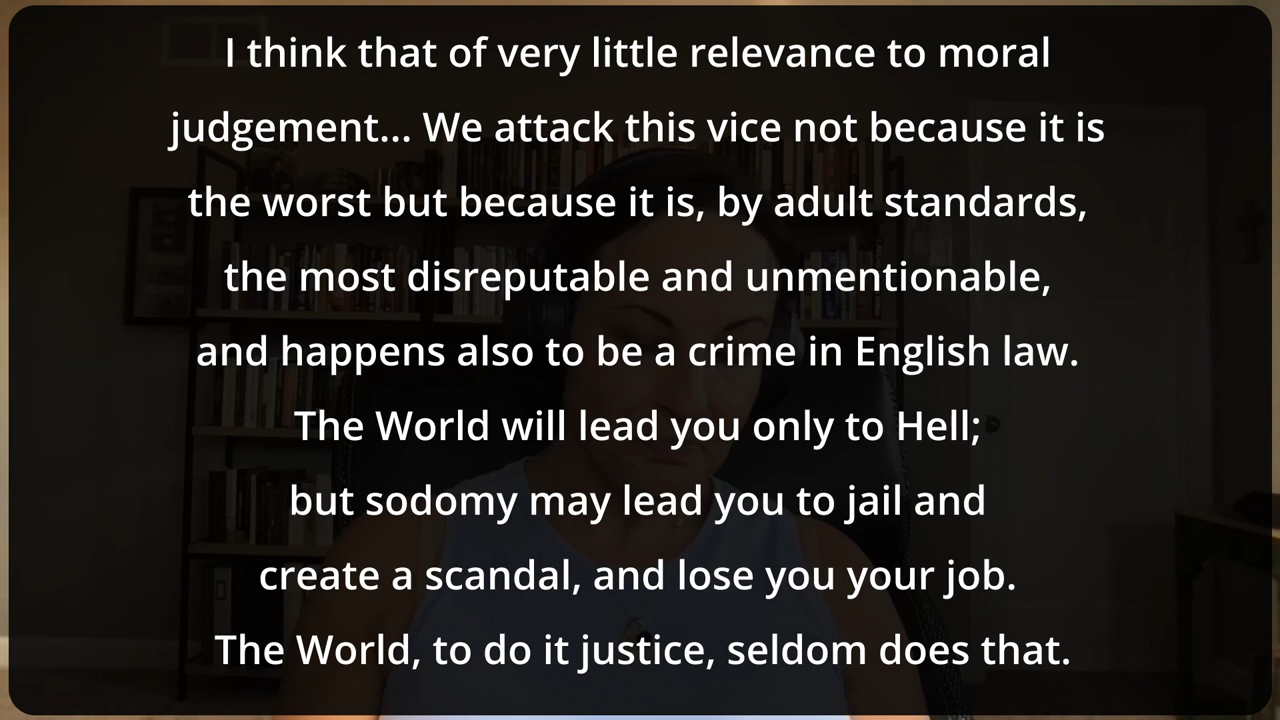 I think that of very little relevance to moral
judgement... We attack this vice not because it is
the worst but because it is, by adult standards,
the most disreputable and unmentionable,
and happens also to be a crime in English law.
The World will lead you only to Hell;
but sodomy may lead you to jail and
create a scandal, and lose you your job.
The World, to do it justice, seldom does that.